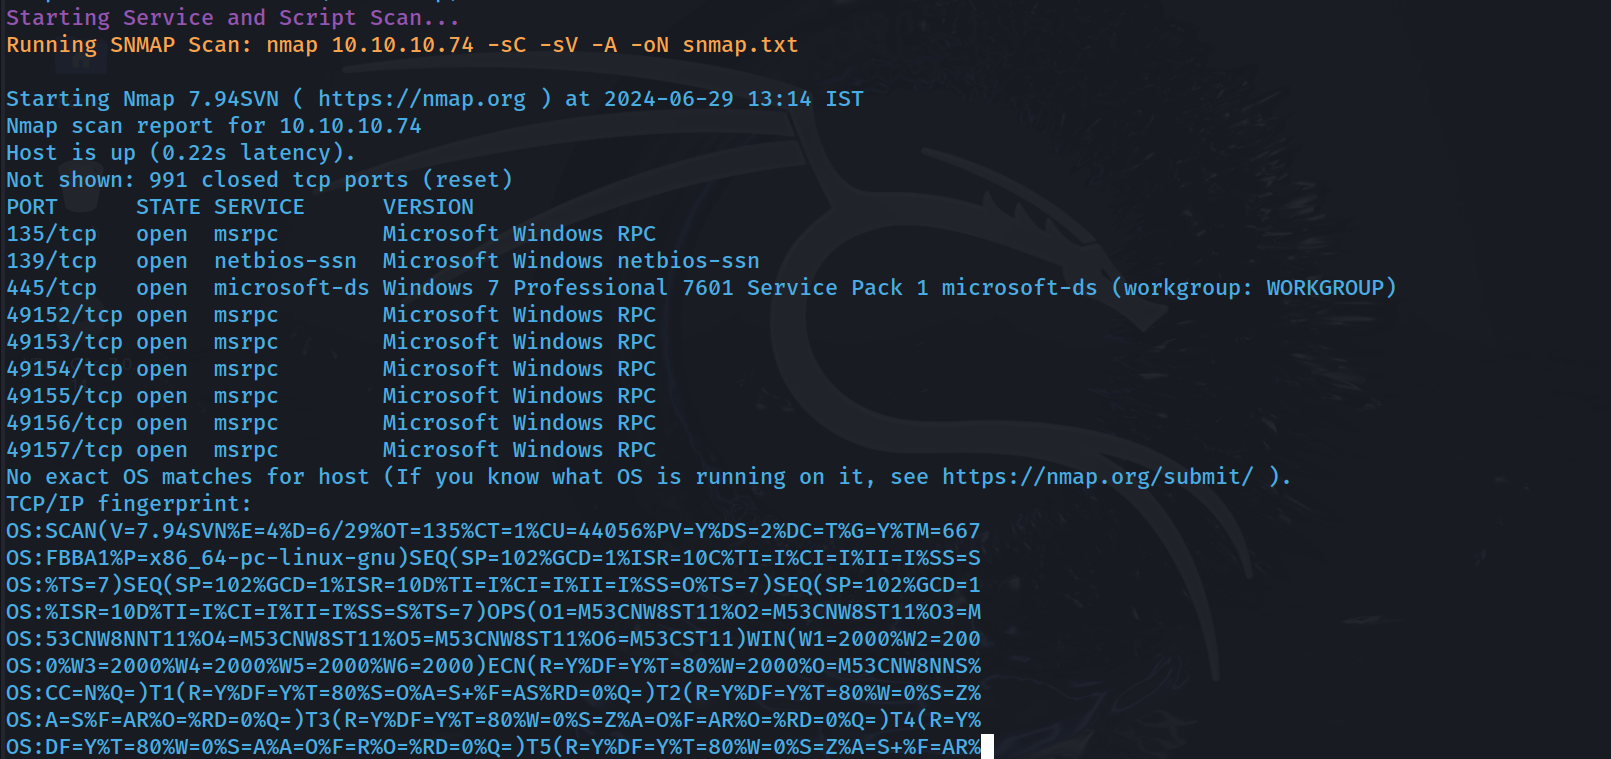 Starting Service and Script Scan...
Running SNMAP Scan: nmap 10.10.10.74 -sC -sV -A -oN snmap.txt
Starting Nmap 7.94SVN ( https://nmap.org ) at 2024-06-29 13:14 IST
Nmap scan report for 10.10.10.74
Host is up (0.22s latency).
Not shown: 991 closed tcp ports (reset)
PORT      STATE SERVICE      VERSION
135/tcp   open  msrpc        Microsoft Windows RPC
139/tcp   open  netbios-ssn  Microsoft Windows netbios-ssn
445/tcp   open  microsoft-ds Windows 7 Professional 7601 Service Pack 1 microsoft-ds (workgroup: WORKGROUP)
49152/tcp open  msrpc        Microsoft Windows RPC
49153/tcp open  msrpc        Microsoft Windows RPC
49154/tcp open  msrpc        Microsoft Windows RPC
49155/tcp open  msrpc        Microsoft Windows RPC
49156/tcp open  msrpc        Microsoft Windows RPC
49157/tcp open  msrpc        Microsoft Windows RPC
No exact OS matches for host (If you know what OS is running on it, see https://nmap.org/submit/ ).
TCP/IP fingerprint:
OS:SCAN(V=7.94SVN%E=4%D=6/29%OT=135%CT=1%CU=44056%PV=Y%DS=2%DC=T%G=Y%TM=667
OS:FBBA1%P=x86_64-pc-linux-gnu)SEQ(SP=102%GCD=1%ISR=10C%TI=I%CI=I%II=I%SS=S
OS:%TS=7)SEQ(SP=102%GCD=1%ISR=10D%TI=I%CI=I%II=I%SS=O%TS=7)SEQ(SP=102%GCD=1
OS:%ISR=10D%TI=I%CI=I%II=I%SS=S%TS=7)OPS(O1=M53CNW8ST11%O2=M53CNW8ST11%O3=M
OS:53CNW8NNT11%O4=M53CNW8ST11%O5=M53CNW8ST11%O6=M53CST11)WIN(W1=2000%W2=200
OS:0%W3=2000%W4=2000%W5=2000%W6=2000)ECN(R=Y%DF=Y%T=80%W=2000%O=M53CNW8NNS%
OS:CC=N%Q=)T1(R=Y%DF=Y%T=80%S=O%A=S+%F=AS%RD=0%Q=)T2(R=Y%DF=Y%T=80%W=0%S=Z%
OS:A=S%F=AR%O=%RD=0%Q=)T3(R=Y%DF=Y%T=80%W=0%S=Z%A=O%F=AR%O=%RD=0%Q=)T4(R=Y%
OS:DF=Y%T=80%W=0%S=A%A=O%F=R%O=%RD=0%Q=)T5(R=Y%DF=Y%T=80%W=0%S=Z%A=S+%F=AR%